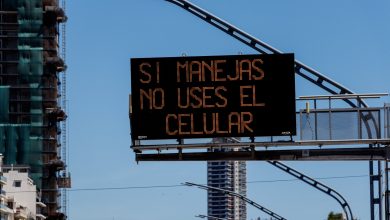 SI MANEJAS
NO USES EL
CELULAR